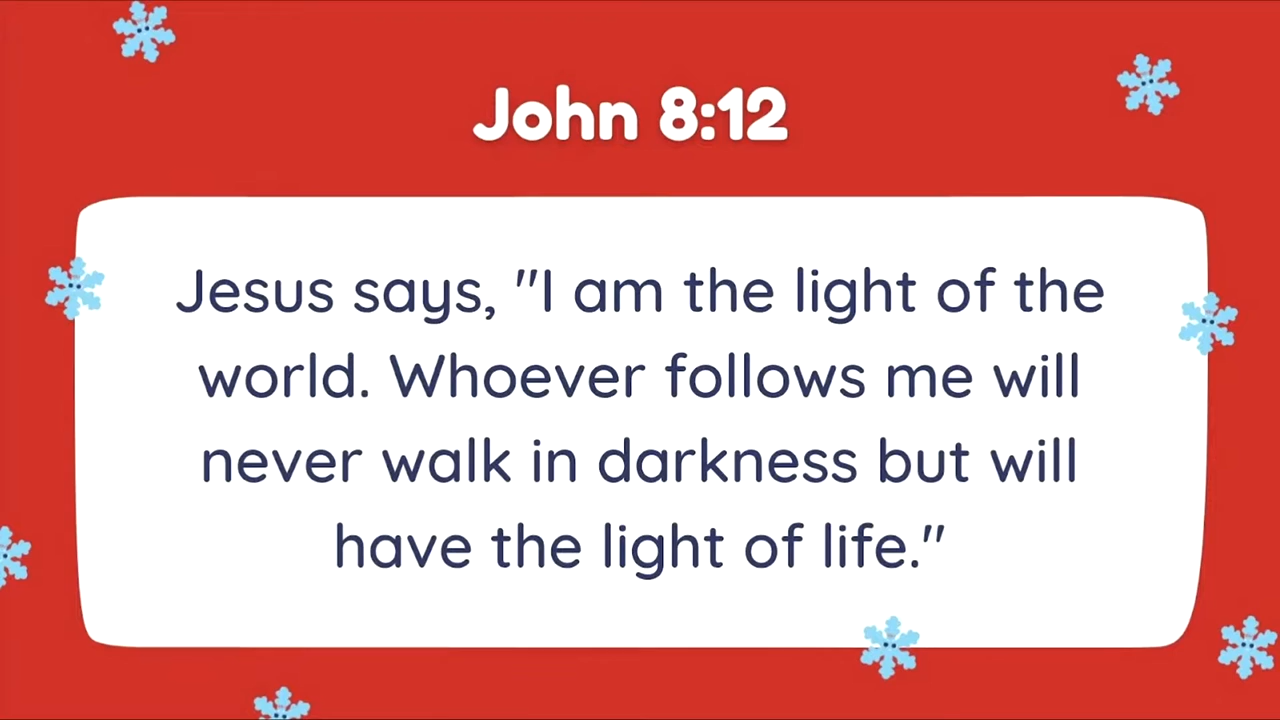 John 8:12
Jesus says, "I am the light of the
world. Whoever follows me will
never walk in darkness but will
have the light of life."